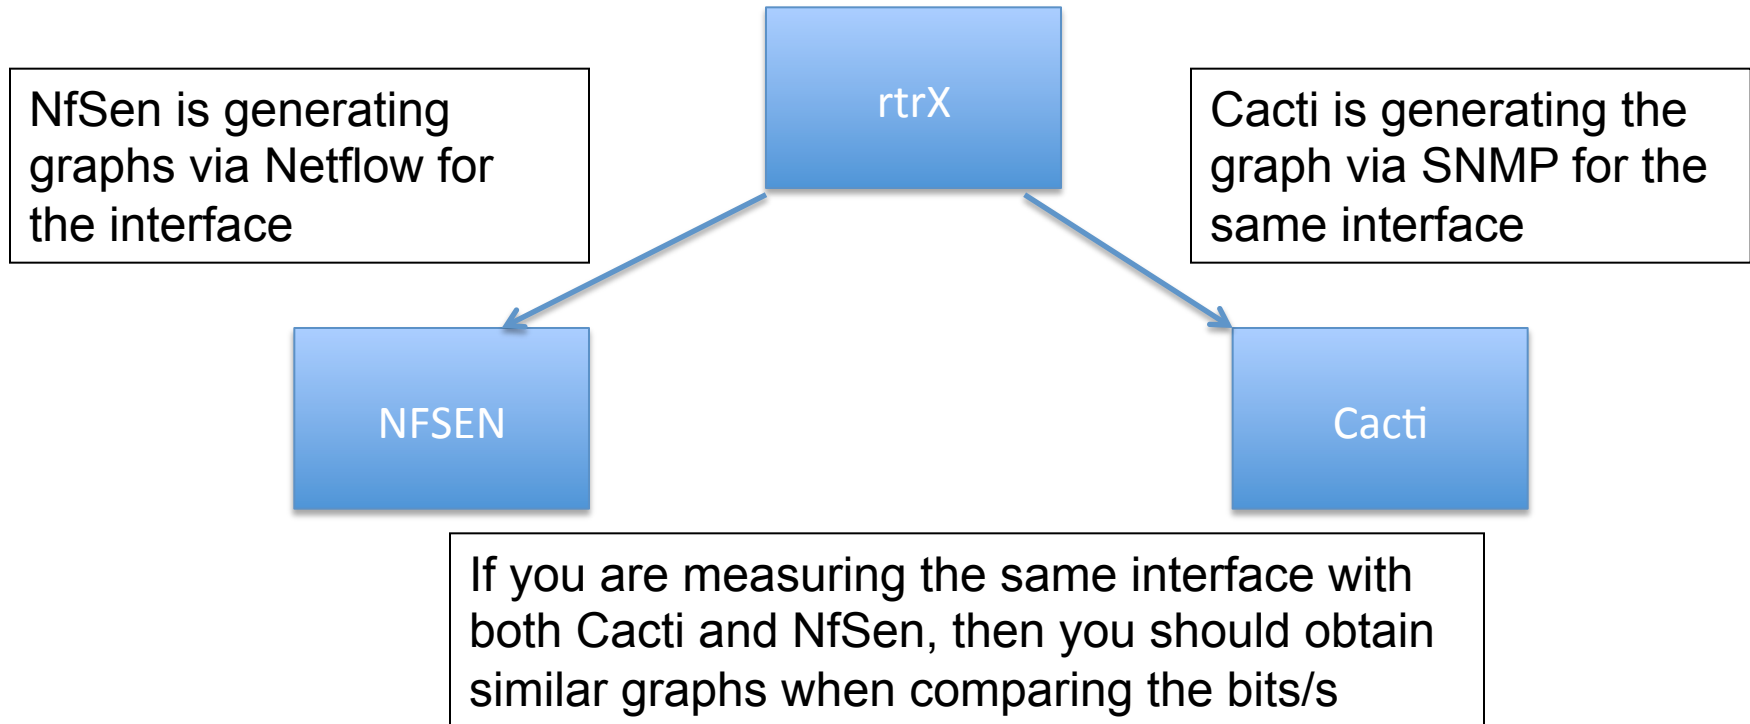 rtrX
NfSen is generating
graphs via Netflow for
the interface
Cacti is generating the
graph via SNMP for the
same interface
NFSEN
Cacti
If you are measuring the same interface with
both Cacti and NfSen, then you should obtain
similar graphs when comparing the bits/s